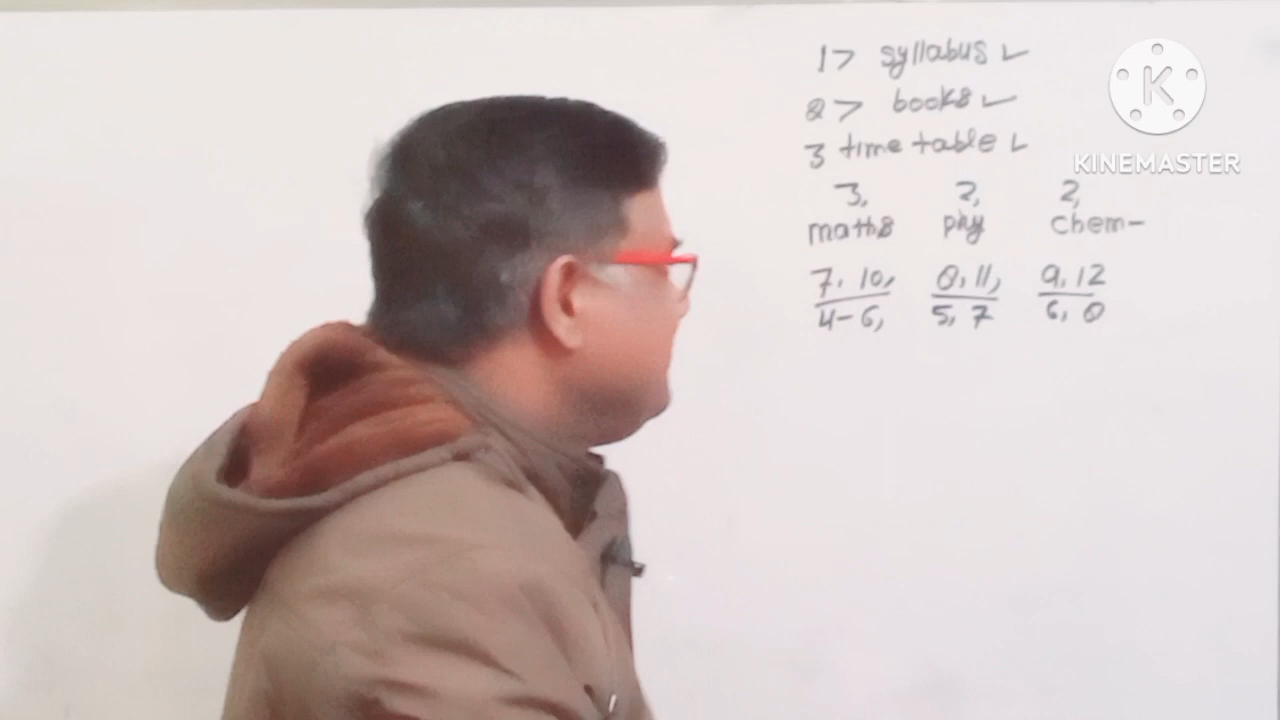 1> syllabus ✓
2> books ✓
3 time table ✓
3, 2, 2,
maths phy chem-
7, 10, 8, 11, 9, 12
4-6, 5, 7 6, 8
K
KINEMASTER